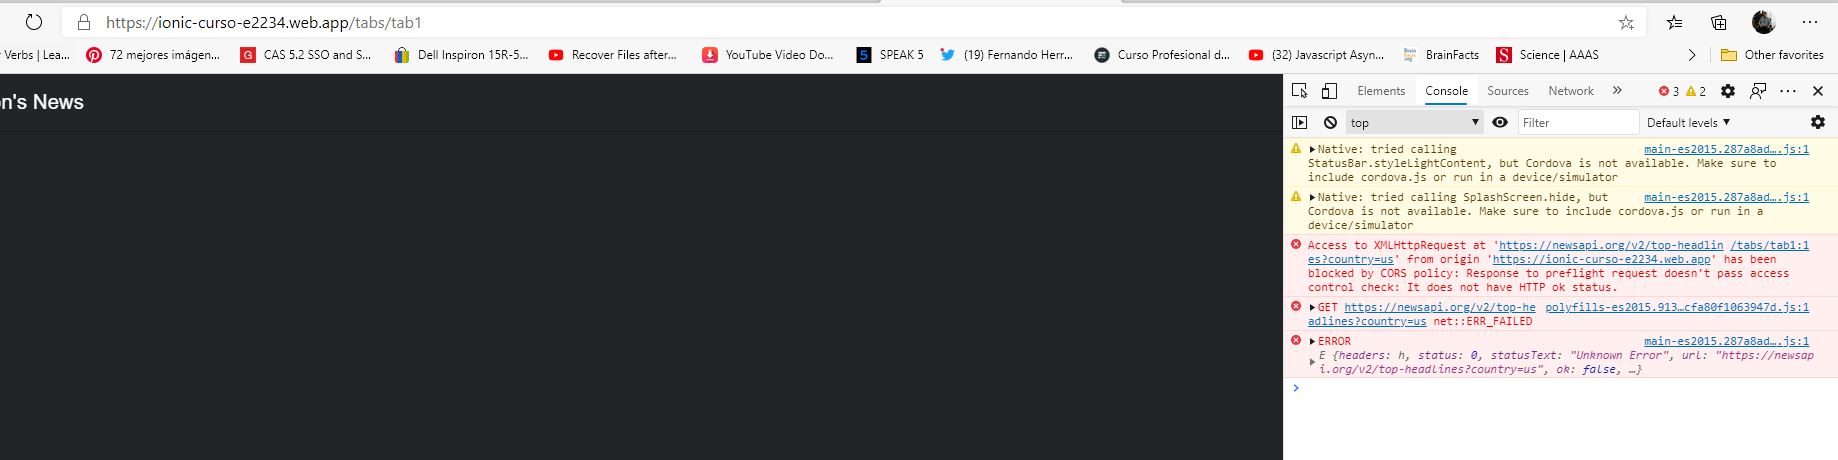 https://ionic-curso-e2234.web.app/tabs/tab1
r Verbs | Lea... 72 mejores imágen... CAS 5.2 SSO and S... Dell Inspiron 15R-5... Recover Files after... YouTube Video Do... SPEAK 5 (19) Fernando Herr... Curso Profesional d... (32) Javascript Asyn... BrainFacts Science | AAAS Other favorites
on's News
Elements Console Sources Network » 3 2
top Filter Default levels
Native: tried calling main-es2015.287a8ad….js:1
StatusBar.styleLightContent, but Cordova is not available. Make sure to
include cordova.js or run in a device/simulator
Native: tried calling SplashScreen.hide, but main-es2015.287a8ad….js:1
Cordova is not available. Make sure to include cordova.js or run in a
device/simulator
Access to XMLHttpRequest at 'https://newsapi.org/v2/top-headlin /tabs/tab1:1
es?country=us' from origin 'https://ionic-curso-e2234.web.app' has been
blocked by CORS policy: Response to preflight request doesn't pass access
control check: It does not have HTTP ok status.
GET https://newsapi.org/v2/top-he polyfills-es2015.913…cfa80f1063947d.js:1
adlines?country=us net::ERR_FAILED
ERROR main-es2015.287a8ad….js:1
E {headers: h, status: 0, statusText: "Unknown Error", url: "https://newsap
i.org/v2/top-headlines?country=us", ok: false, …}